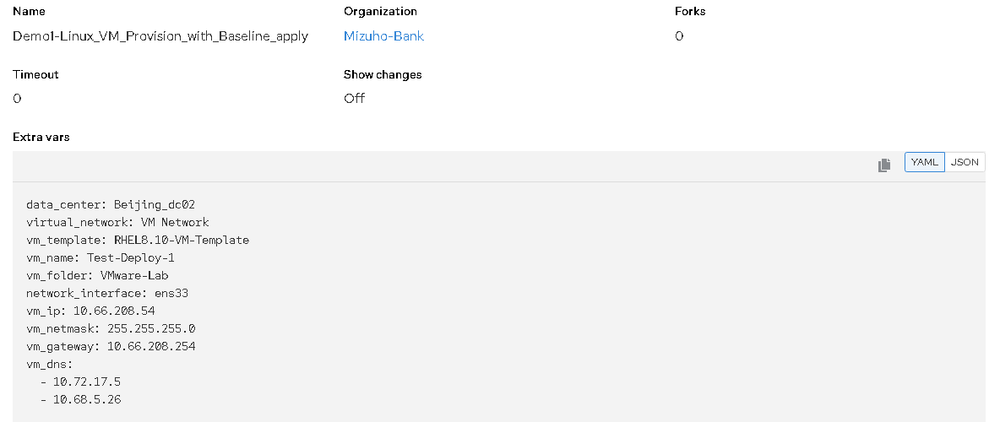 Name
Organization
Forks
Demo1-Linux_VM_Provision_with_Baseline_apply
Mizuho-Bank
0
Timeout
Show changes
0
Off
Extra vars
YAML
JSON
data_center: Beijing_dc02
virtual_network: VM Network
vm_template: RHEL8.10-VM-Template
vm_name: Test-Deploy-1
vm_folder: VMware-Lab
network_interface: ens33
vm_ip: 10.66.208.54
vm_netmask: 255.255.255.0
vm_gateway: 10.66.208.254
vm_dns:
  - 10.72.17.5
  - 10.68.5.26